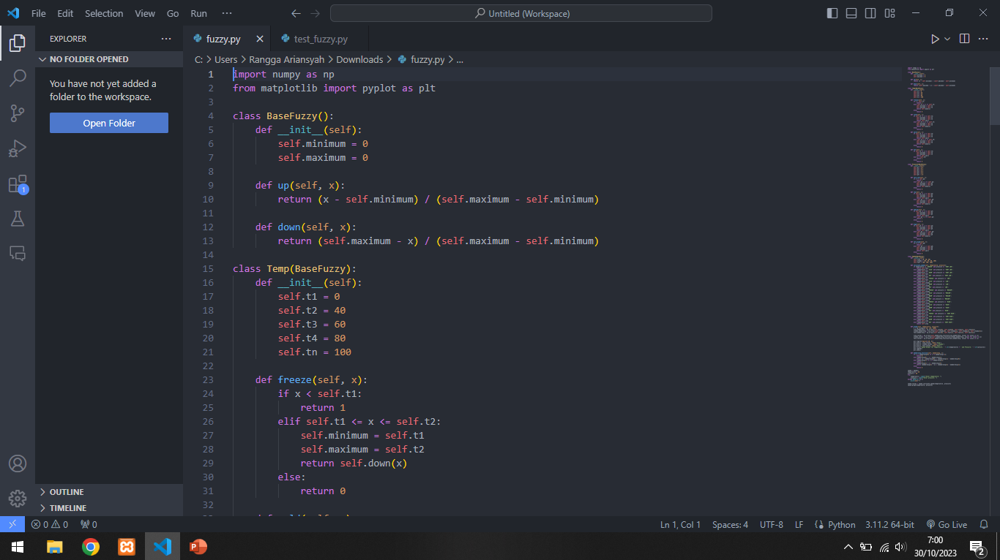 File Edit Selection View Go Run ··· Untitled (Workspace)
EXPLORER ···
fuzzy.py
test_fuzzy.py
NO FOLDER OPENED
You have not yet added a
folder to the workspace.
Open Folder
1
OUTLINE
TIMELINE
C: > Users > Rangga Ariansyah > Downloads > fuzzy.py > ...
1 import numpy as np
2 from matplotlib import pyplot as plt
3
4 class BaseFuzzy():
5 def __init__(self):
6 self.minimum = 0
7 self.maximum = 0
8
9 def up(self, x):
10 return (x - self.minimum) / (self.maximum - self.minimum)
11
12 def down(self, x):
13 return (self.maximum - x) / (self.maximum - self.minimum)
14
15 class Temp(BaseFuzzy):
16 def __init__(self):
17 self.t1 = 0
18 self.t2 = 40
19 self.t3 = 60
20 self.t4 = 80
21 self.tn = 100
22
23 def freeze(self, x):
24 if x < self.t1:
25 return 1
26 elif self.t1 <= x <= self.t2:
27 self.minimum = self.t1
28 self.maximum = self.t2
29 return self.down(x)
30 else:
31 return 0
32
0 0 0 Ln 1, Col 1 Spaces: 4 UTF-8 LF Python 3.11.2 64-bit Go Live
7:00
30/10/2023
2